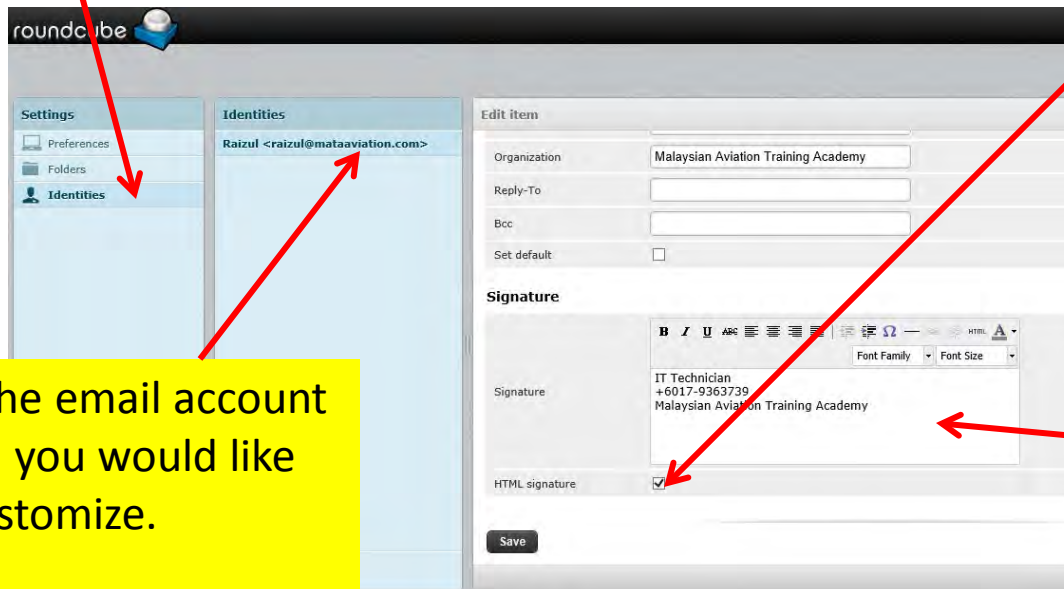 roundcube
Settings
Preferences
Folders
Identities
Identities
Raizul <raizul@mataaviation.com>
Edit item
Organization
Malaysian Aviation Training Academy
Reply-To
Bcc
Set default
Signature
B I U ABC Ω — HTML A
Font Family Font Size
Signature
IT Technician
+6017-9363739
Malaysian Aviation Training Academy
HTML signature
Save
he email account
you would like
stomize.